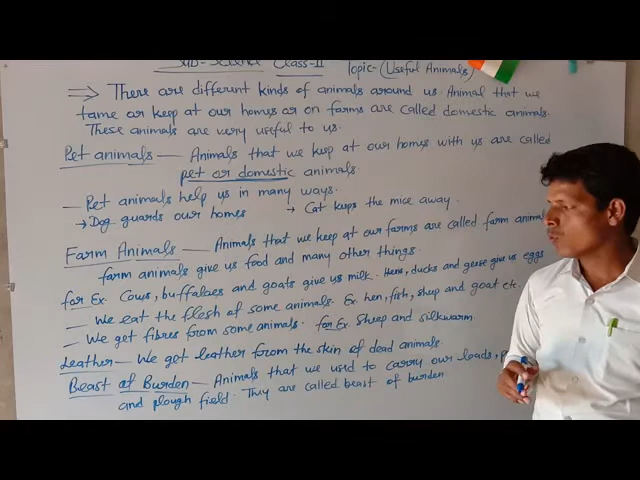 Sub- Science Class-II Topic-(Useful Animals)
⇒ There are different kinds of animals around us. Animal that we
tame or keep at our homes or on farms are called domestic animals.
These animals are very useful to us.
Pet animals — Animals that we keep at our homes with us are called
pet or domestic animals.
— Pet animals help us in many ways.
→ Dog guards our homes → Cat keeps the mice away.
Farm Animals — Animals that we keep at our farms are called farm animal
farm animals give us food and many other things.
for Ex. Cows, buffaloes and goats give us milk. Hens, ducks and geese give us eggs
— We eat the flesh of some animals. Ex. hen, fish, sheep and goat etc.
— We get fibres from some animals. for Ex. Sheep and silkwarm.
Leather — We get leather from the skin of dead animals.
Beast of Burden — Animals that we used to carry our loads,
and plough field. They are called beast of burden